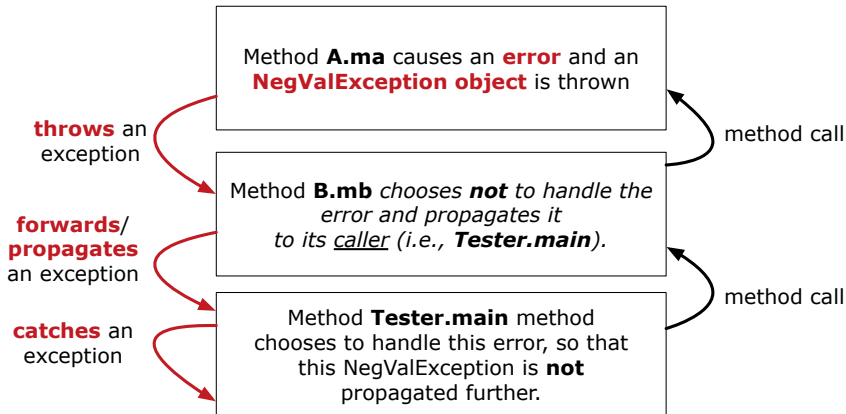 Method A.ma causes an error and an
NegValException object is thrown
throws an
exception
method call
Method B.mb chooses not to handle the
error and propagates it
to its caller (i.e., Tester.main).
forwards/
propagates
an exception
method call
Method Tester.main method
chooses to handle this error, so that
this NegValException is not
propagated further.
catches an
exception